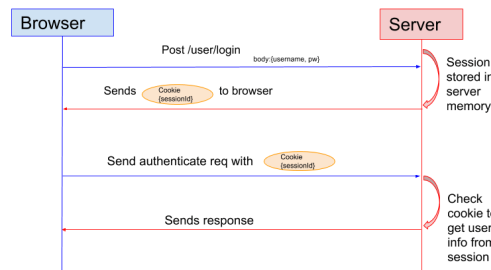 Browser
Server
Post /user/login
body:{username, pw}
Session
stored in
server
memory
Sends Cookie {sessionId} to browser
Send authenticate req with Cookie {sessionId}
Check
cookie to
get user
info from
session
Sends response